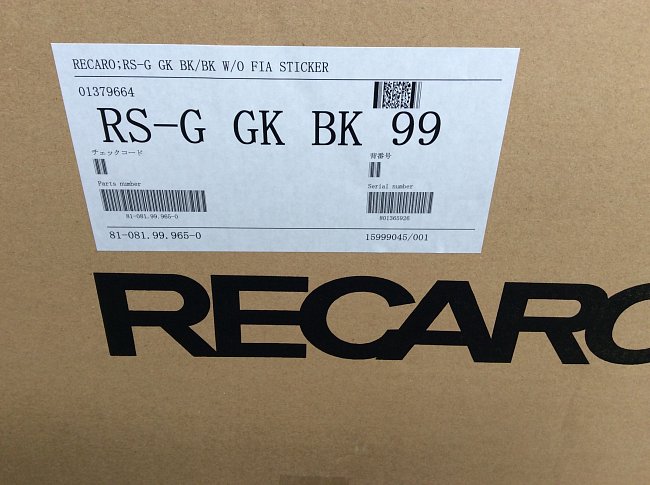 RECARO;RS-G GK BK/BK W/O FIA STICKER
01379664
RS-G GK BK 99
チェックコード 背番号
Parts number Serial number
81-081.99.965-0 #01365926
81-081.99.965-0 15999045/001
RECARO